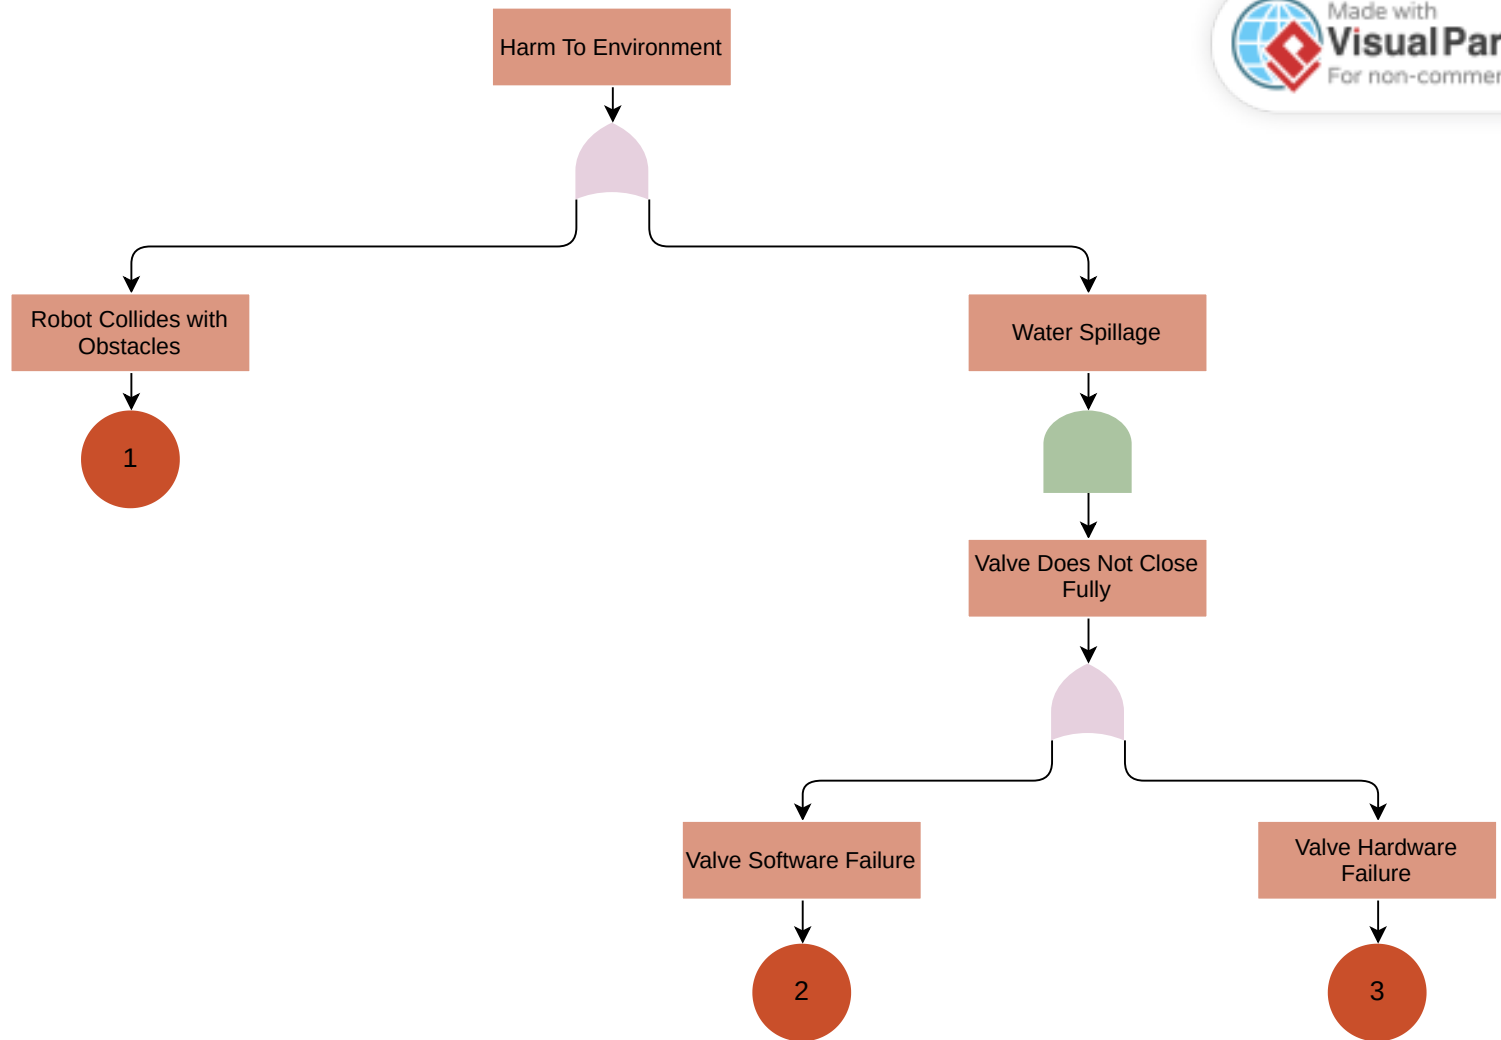 Made with
Visual Par
For non-commer
Harm To Environment
Robot Collides with
Obstacles
Water Spillage
1
Valve Does Not Close
Fully
Valve Software Failure
Valve Hardware
Failure
2
3